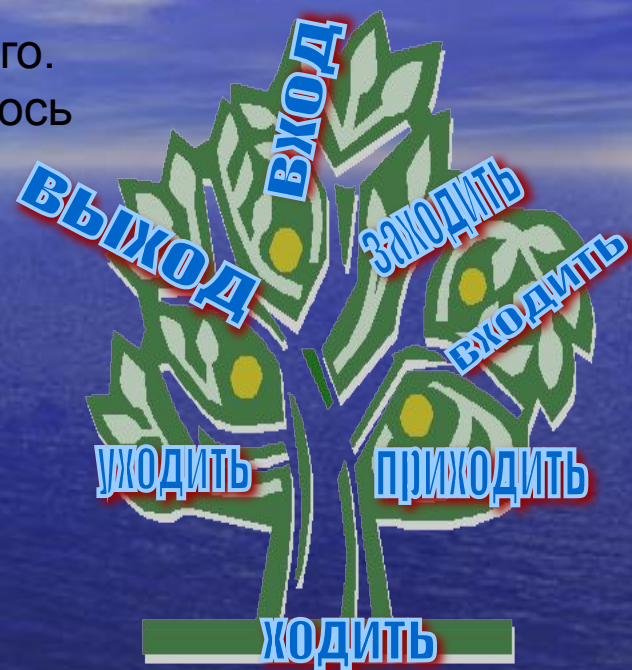 го.
ось
вход
выход
заходить
входить
уходить
приходить
ходить